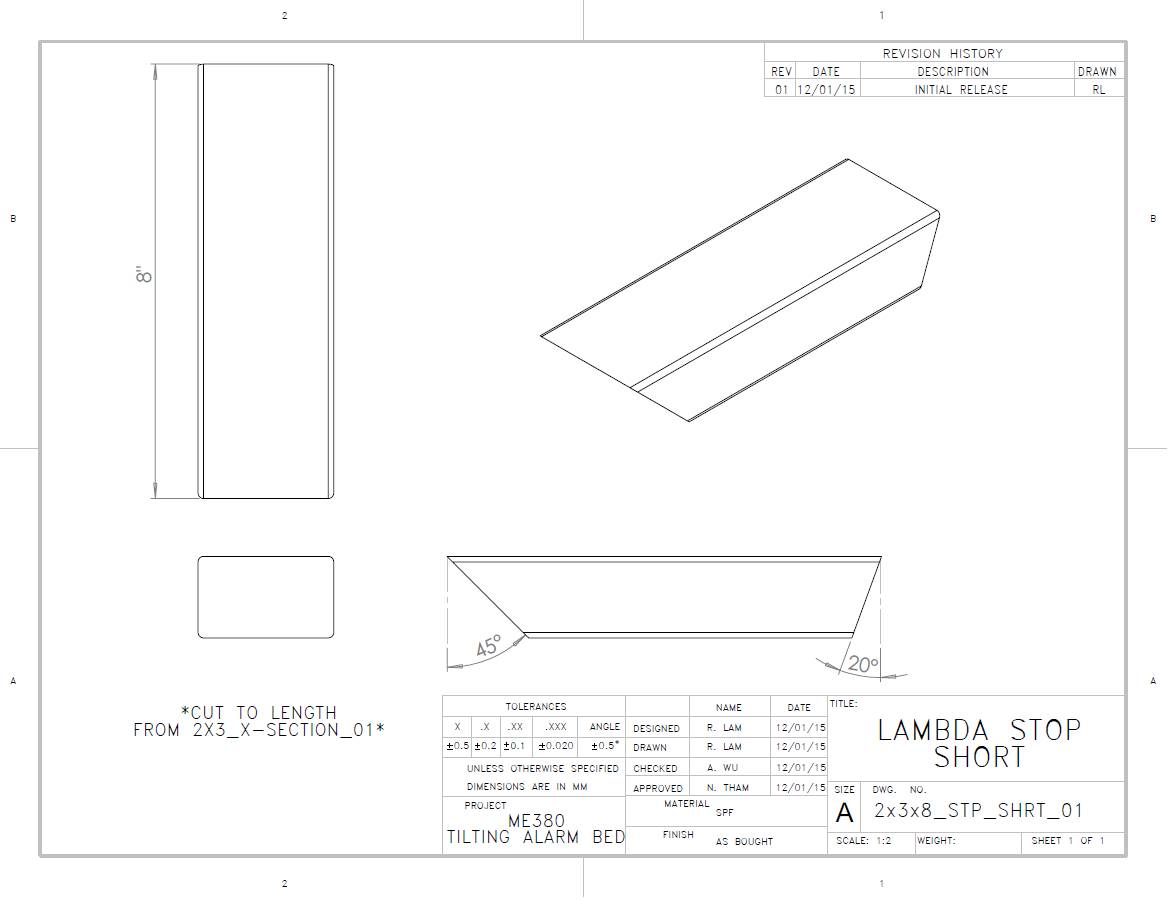 2 1
REVISION HISTORY
REV DATE DESCRIPTION DRAWN
01 12/01/15 INITIAL RELEASE RL
B B
8"
45°
20°
A A
*CUT TO LENGTH
FROM 2X3_X-SECTION_01*
TOLERANCES
X .X .XX .XXX ANGLE
±0.5 ±0.2 ±0.1 ±0.020 ±0.5°
UNLESS OTHERWISE SPECIFIED
DIMENSIONS ARE IN MM
PROJECT
ME380
TILTING ALARM BED
NAME DATE
DESIGNED R. LAM 12/01/15
DRAWN R. LAM 12/01/15
CHECKED A. WU 12/01/15
APPROVED N. THAM 12/01/15
MATERIAL
SPF
FINISH
AS BOUGHT
TITLE:
LAMBDA STOP
SHORT
SIZE DWG. NO.
A 2x3x8_STP_SHRT_01
SCALE: 1:2 WEIGHT: SHEET 1 OF 1
2 1